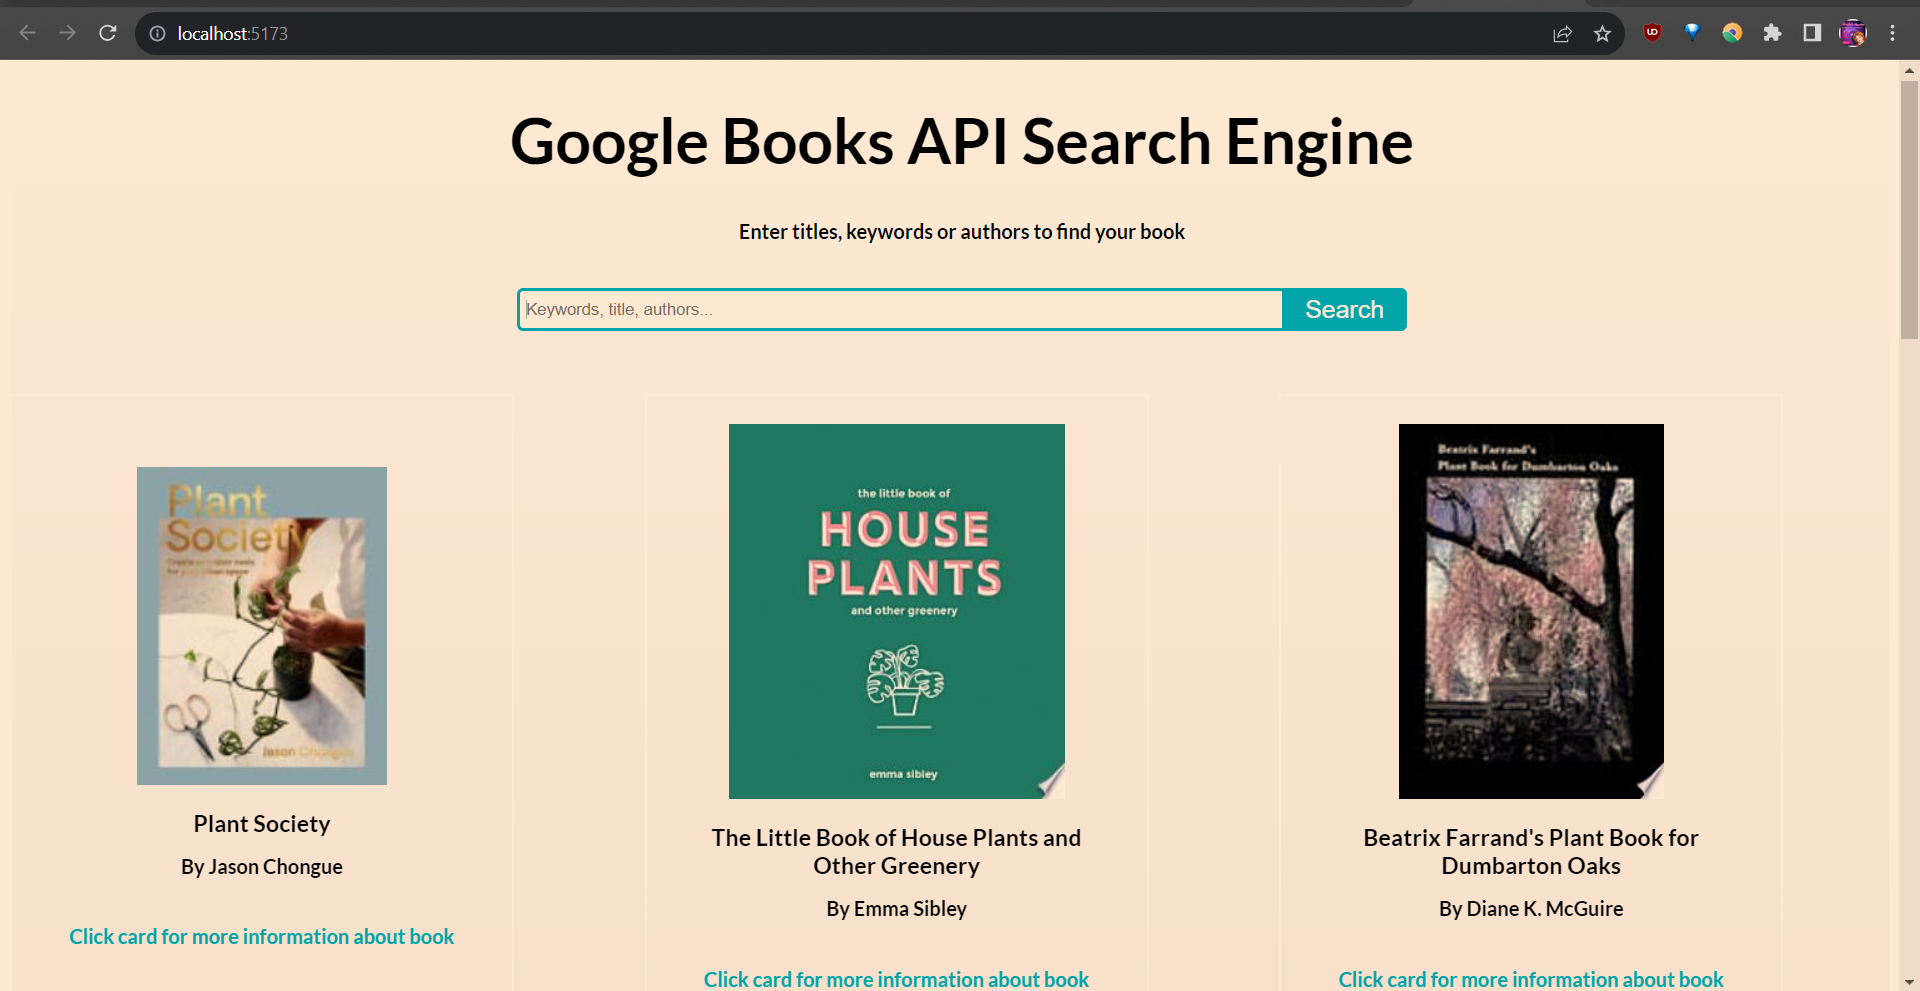 localhost:5173
Google Books API Search Engine
Enter titles, keywords or authors to find your book
Keywords, title, authors...
Search
Plant
Society
Jason Chongue
Plant Society
By Jason Chongue
Click card for more information about book
the little book of
HOUSE
PLANTS
and other greenery
emma sibley
The Little Book of House Plants and
Other Greenery
By Emma Sibley
Click card for more information about book
Beatrix Farrand's
Plant Book for Dumbarton Oaks
Beatrix Farrand's Plant Book for
Dumbarton Oaks
By Diane K. McGuire
Click card for more information about book